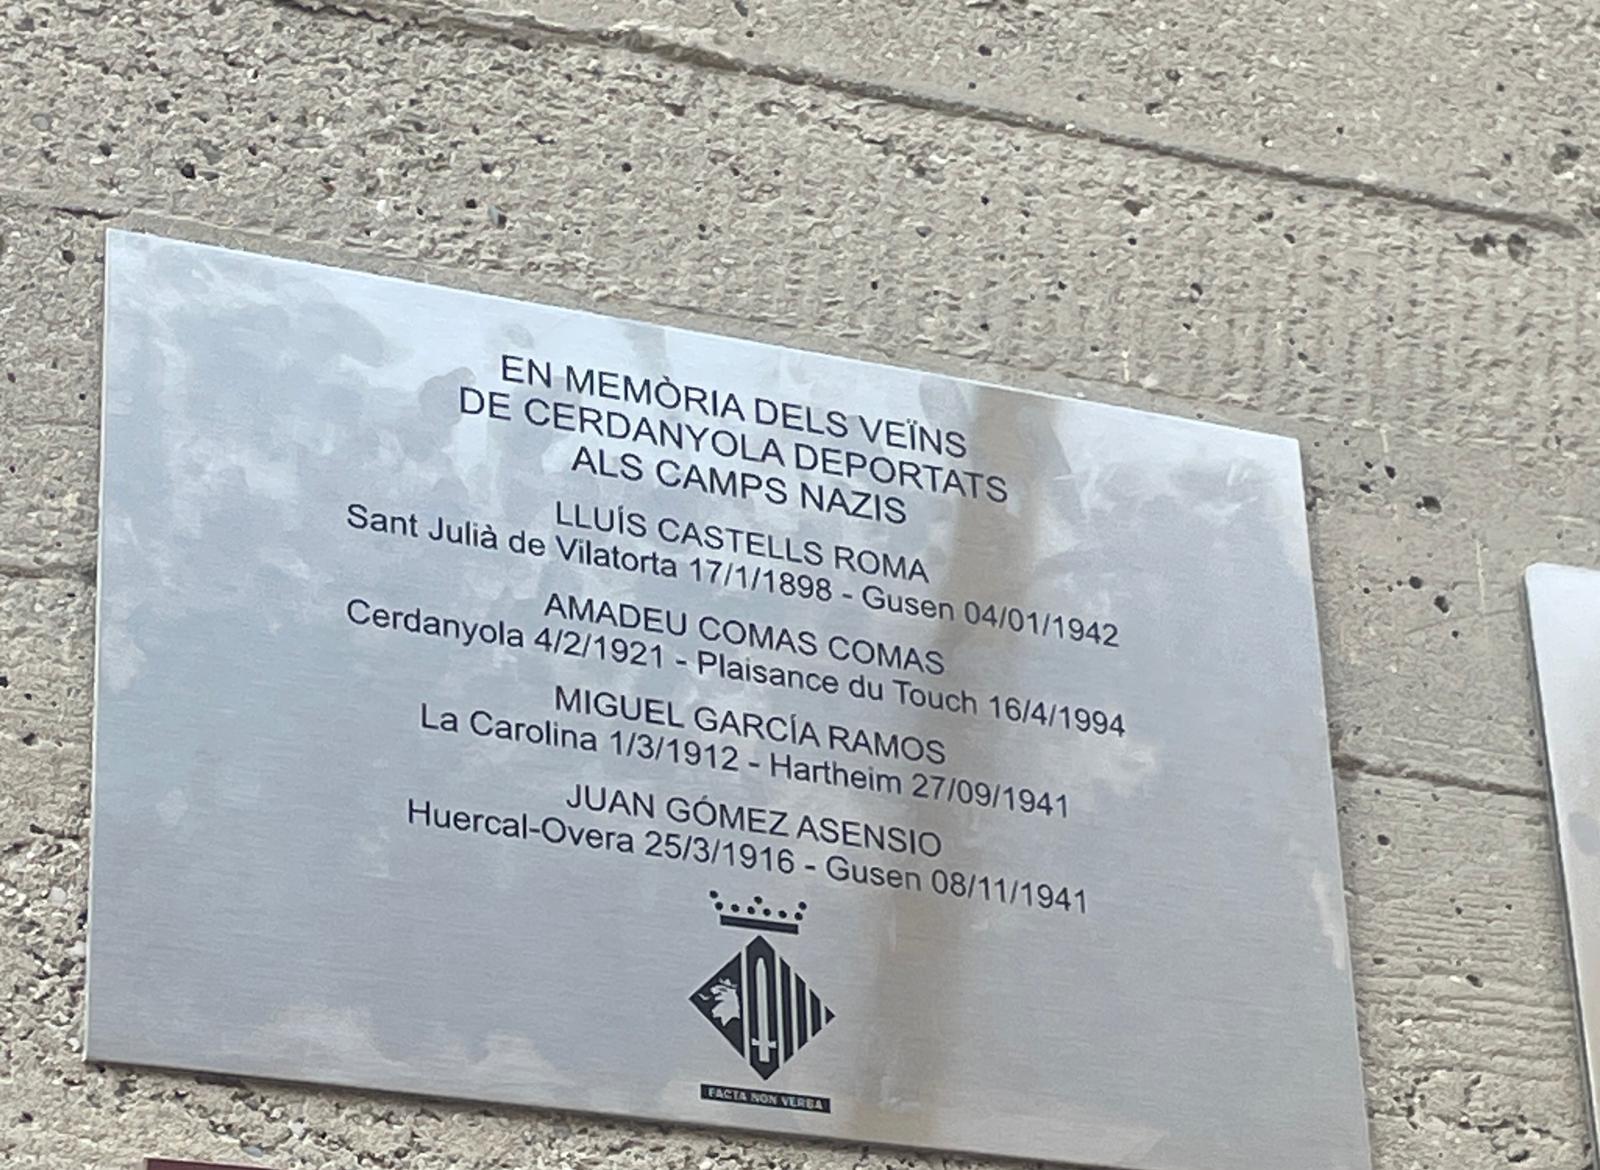 EN MEMÒRIA DELS VEÏNS
DE CERDANYOLA DEPORTATS
ALS CAMPS NAZIS
LLUÍS CASTELLS ROMA
Sant Julià de Vilatorta 17/1/1898 - Gusen 04/01/1942
AMADEU COMAS COMAS
Cerdanyola 4/2/1921 - Plaisance du Touch 16/4/1994
MIGUEL GARCÍA RAMOS
La Carolina 1/3/1912 - Hartheim 27/09/1941
JUAN GÓMEZ ASENSIO
Huercal-Overa 25/3/1916 - Gusen 08/11/1941
FACTA NON VERBA